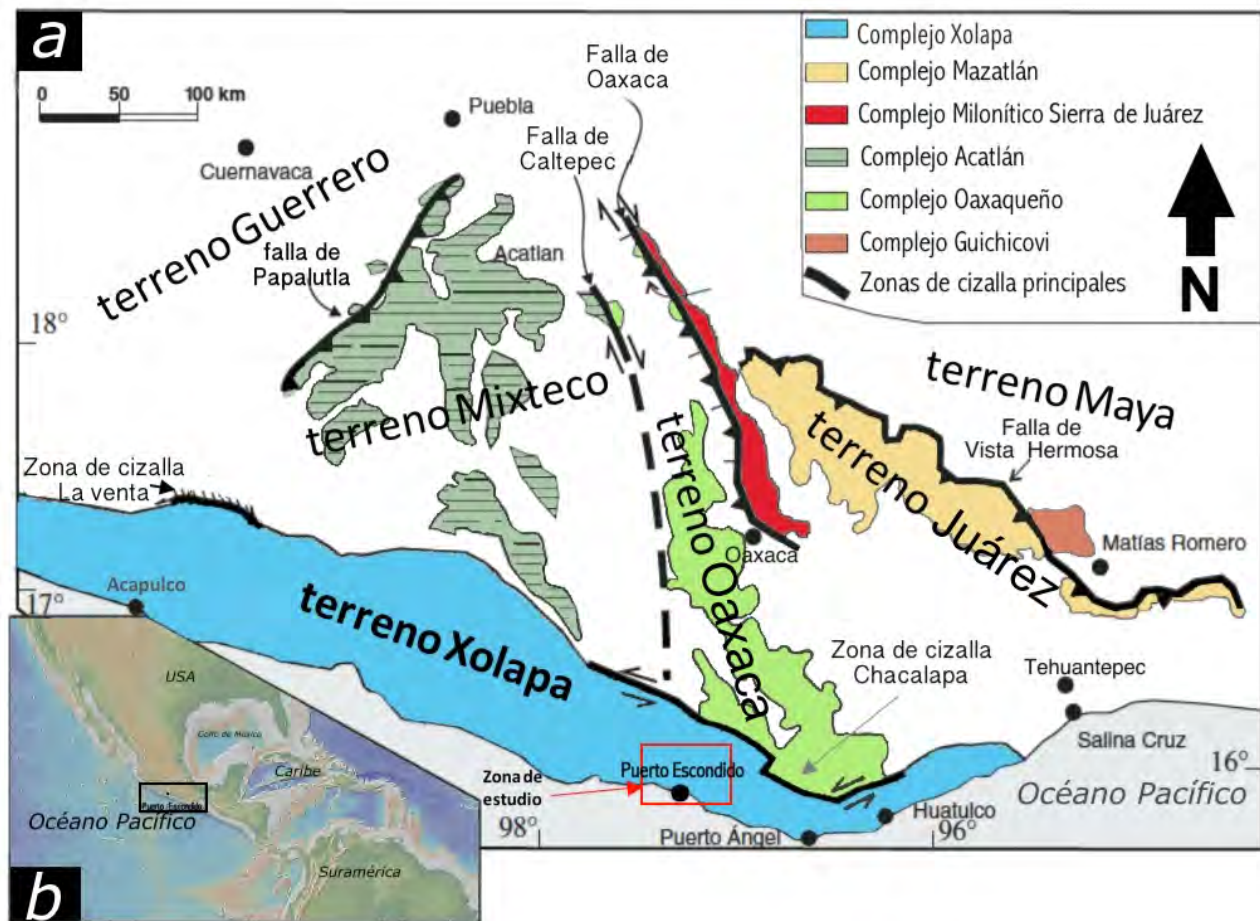 a
0 50 100 km
Cuernavaca
Puebla
Falla de
Oaxaca
Falla de
Caltepec
Complejo Xolapa
Complejo Mazatlán
Complejo Milonítico Sierra de Juárez
Complejo Acatlán
Complejo Oaxaqueño
Complejo Guichicovi
Zonas de cizalla principales
N
terreno Guerrero
falla de
Papalutla
Acatlan
18°
terreno Mixteco
terreno Maya
Falla de
Vista Hermosa
terreno Juárez
Zona de cizalla
La venta
terreno Oaxaca
Oaxaca
Matías Romero
Acapulco
17°
terreno Xolapa
Zona de cizalla
Chacalapa
Tehuantepec
Salina Cruz
16°
Puerto Escondido
Zona de
estudio
Huatulco
Océano Pacífico
98°
Puerto Ángel
96°
USA
Golfo de México
Caribe
Puerto Escondido
Océano Pacífico
Suramérica
b